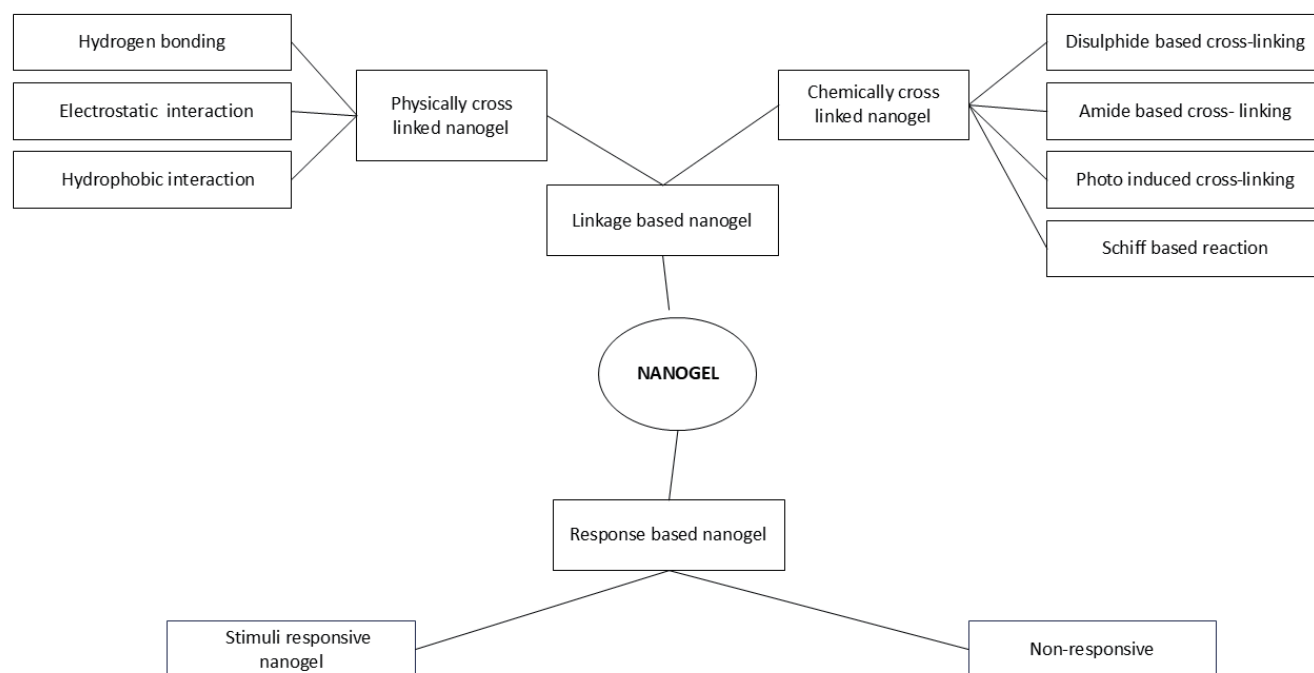 Hydrogen bonding
Electrostatic interaction
Hydrophobic interaction
Physically cross
linked nanogel
Chemically cross
linked nanogel
Disulphide based cross-linking
Amide based cross- linking
Photo induced cross-linking
Schiff based reaction
Linkage based nanogel
NANOGEL
Response based nanogel
Stimuli responsive
nanogel
Non-responsive